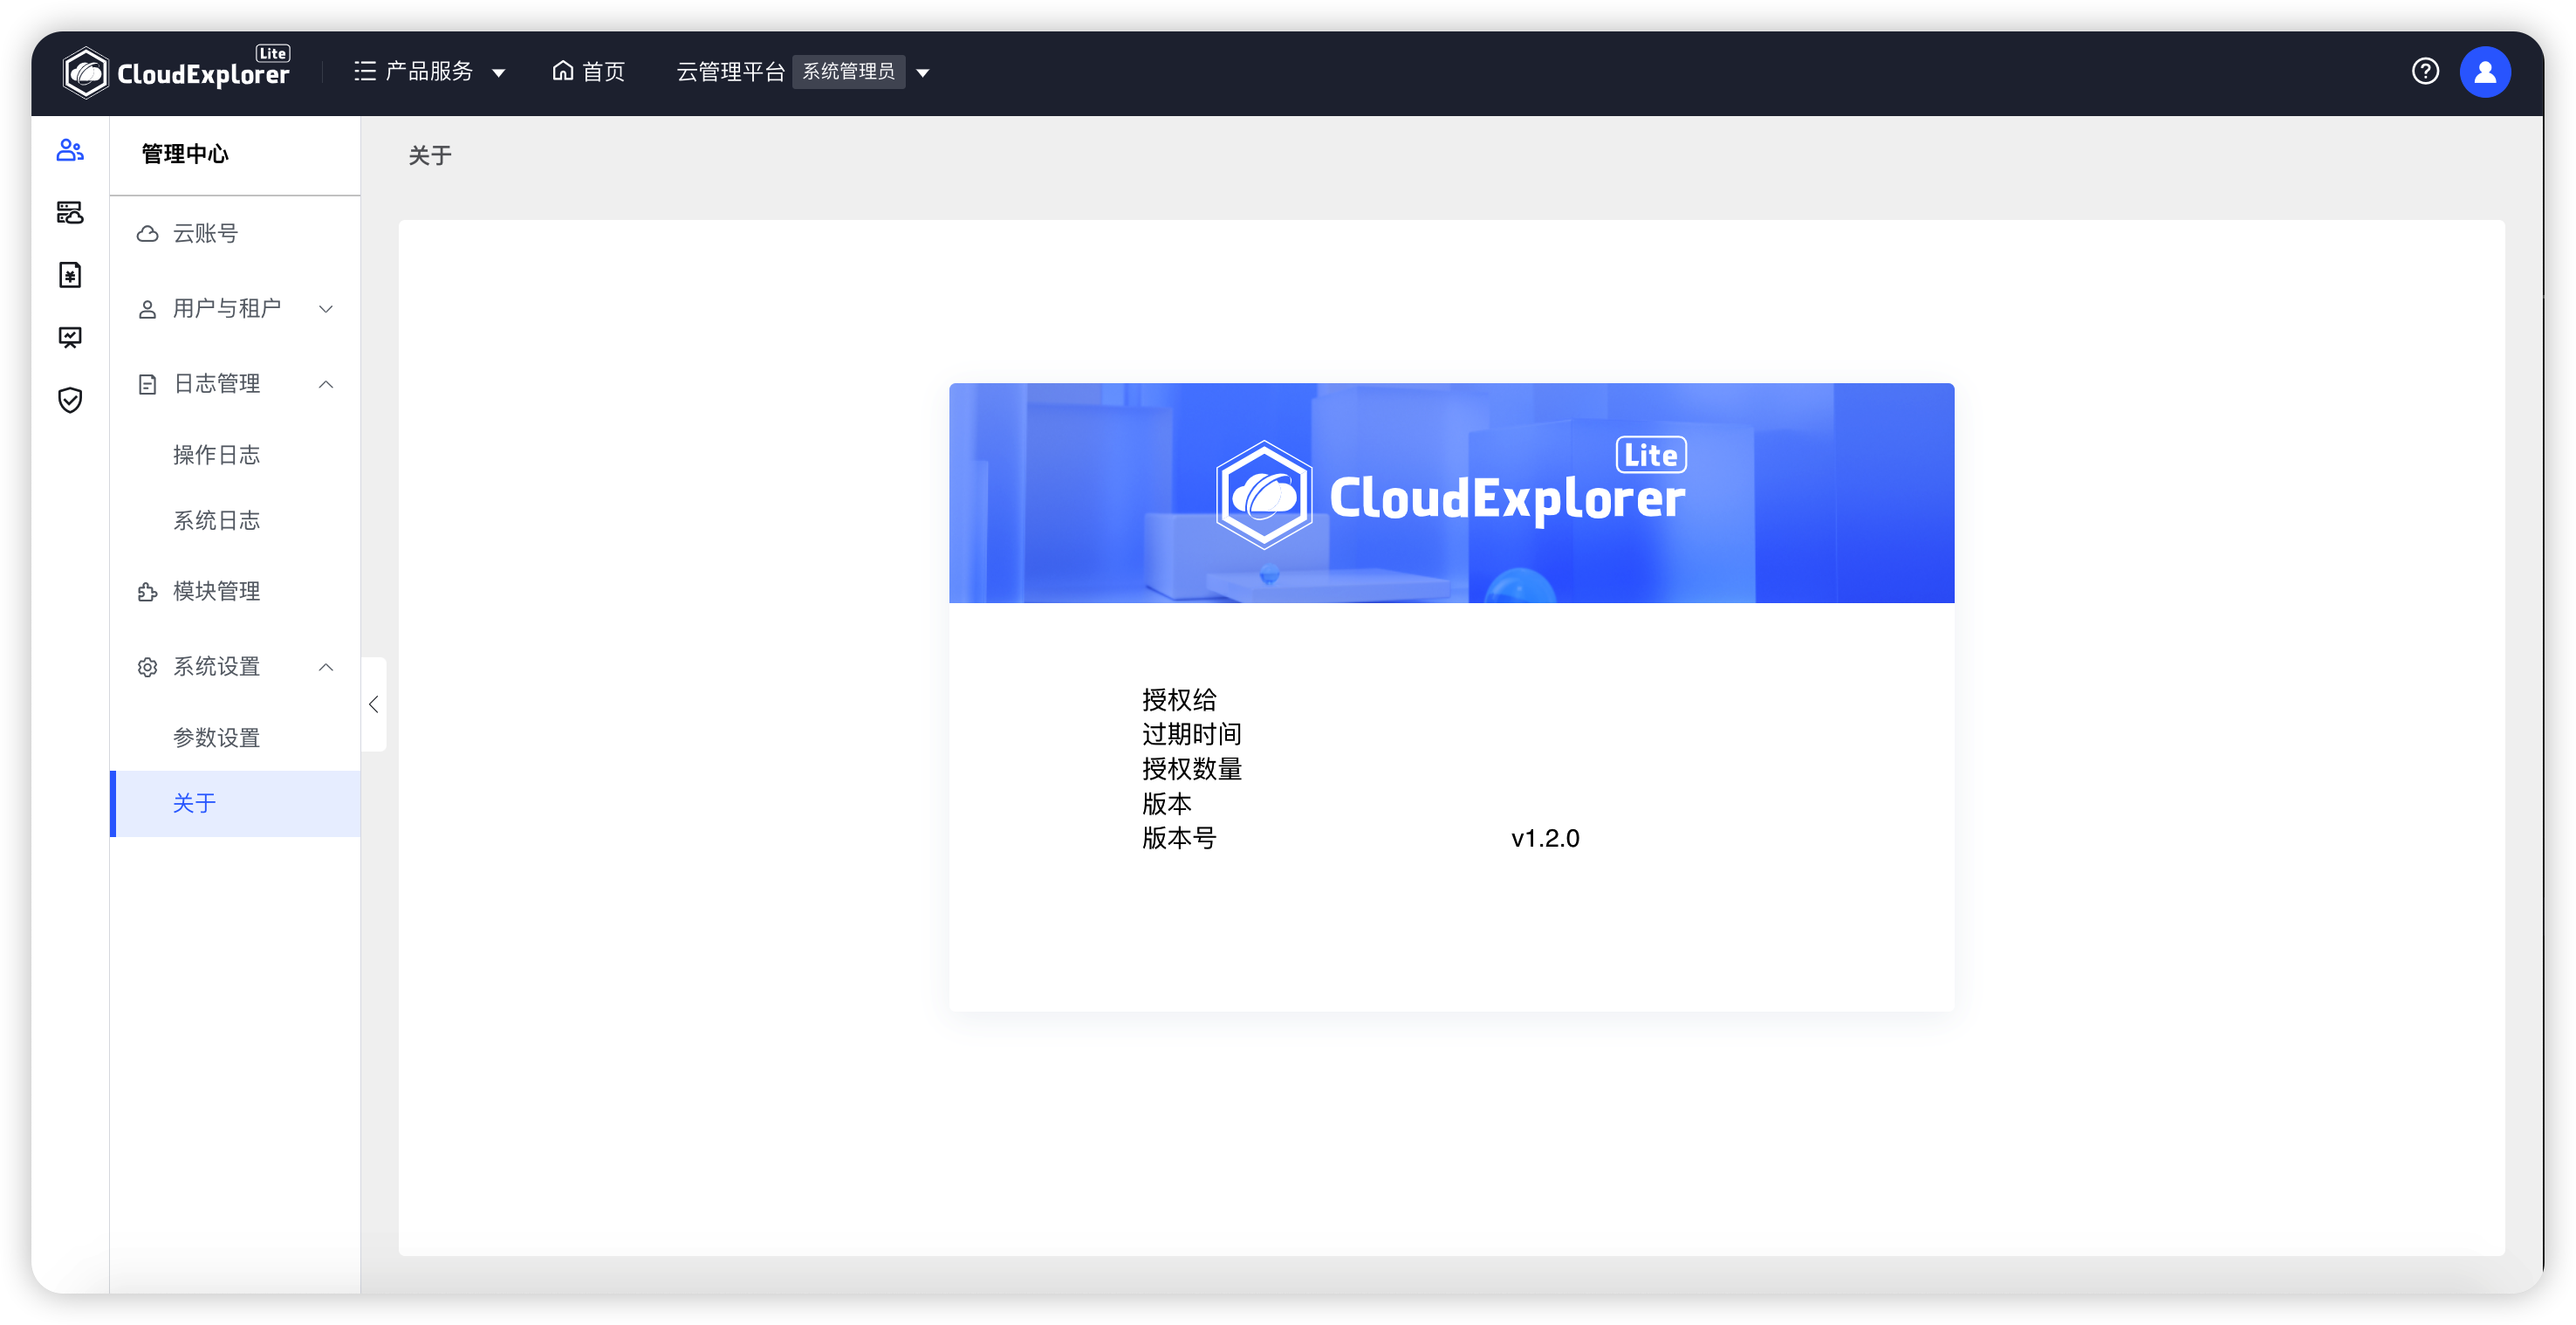 CloudExplorer Lite 产品服务 首页 云管理平台 系统管理员
管理中心
关于
云账号
用户与租户
日志管理
操作日志
系统日志
模块管理
系统设置
参数设置
关于
Lite
CloudExplorer
授权给
过期时间
授权数量
版本
版本号 v1.2.0